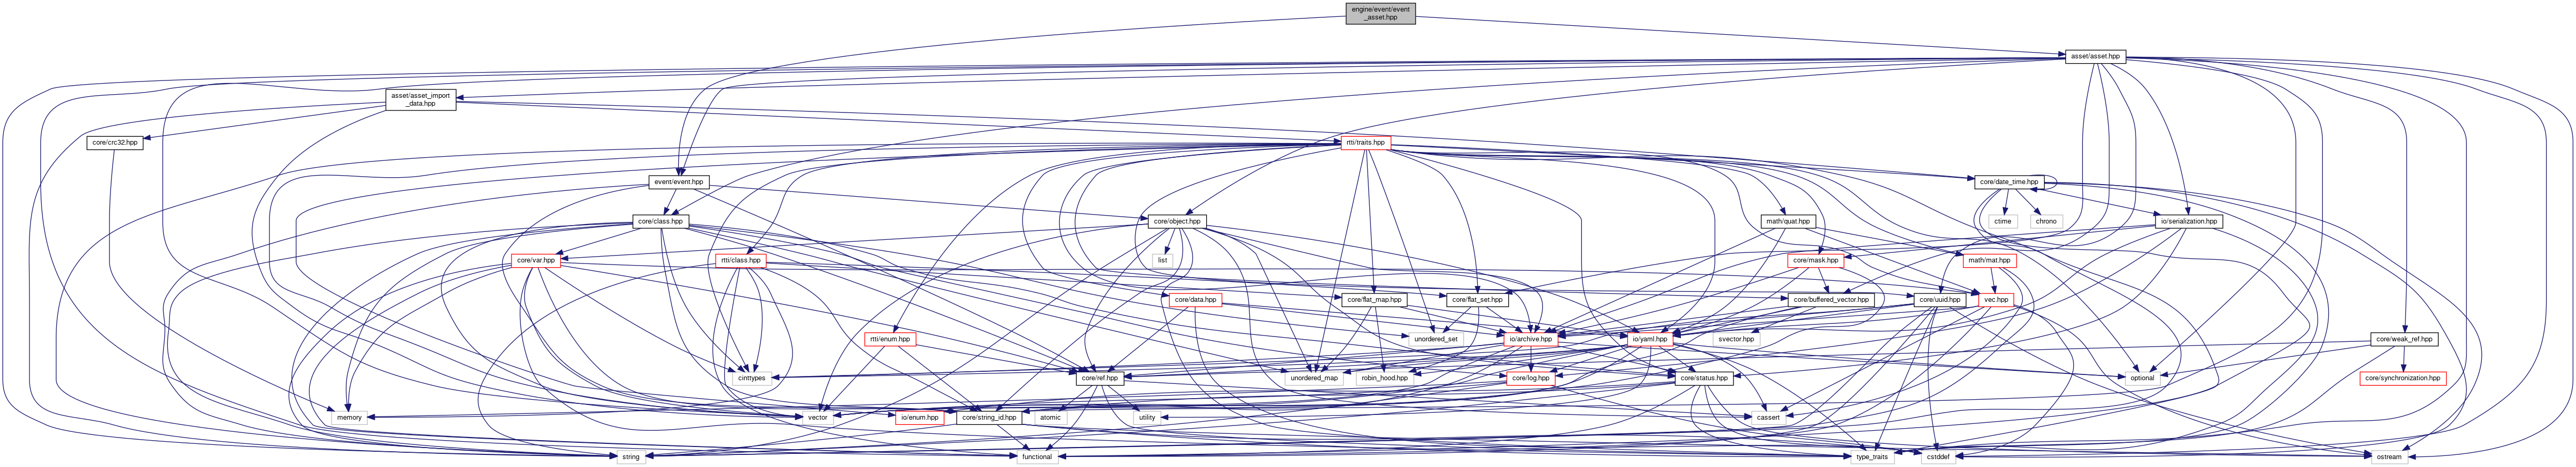 engine/event/event
_asset.hpp
asset/asset.hpp
asset/asset_import
_data.hpp
core/crc32.hpp
rtti/traits.hpp
event/event.hpp
core/date_time.hpp
core/class.hpp
core/object.hpp
math/quat.hpp
ctime
chrono
io/serialization.hpp
core/var.hpp
rtti/class.hpp
list
core/mask.hpp
math/mat.hpp
core/data.hpp
core/flat_map.hpp
core/flat_set.hpp
core/buffered_vector.hpp
core/uuid.hpp
vec.hpp
rtti/enum.hpp
unordered_set
io/archive.hpp
io/yaml.hpp
svector.hpp
core/weak_ref.hpp
cinttypes
core/ref.hpp
unordered_map
robin_hood.hpp
core/log.hpp
core/status.hpp
optional
core/synchronization.hpp
memory
vector
io/enum.hpp
core/string_id.hpp
atomic
utility
cassert
string
functional
type_traits
cstddef
ostream